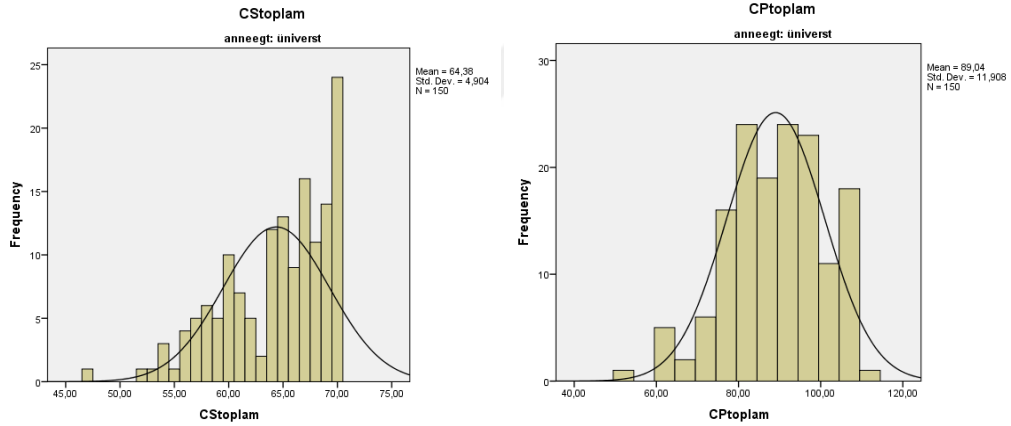 CStoplam
anneegt: üniverst
Mean = 64,38
Std. Dev. = 4,904
N = 150
Frequency
25
20
15
10
5
0
45,00 50,00 55,00 60,00 65,00 70,00 75,00
CStoplam
CPtoplam
anneegt: üniverst
Mean = 89,04
Std. Dev. = 11,908
N = 150
Frequency
30
20
10
0
40,00 60,00 80,00 100,00 120,00
CPtoplam